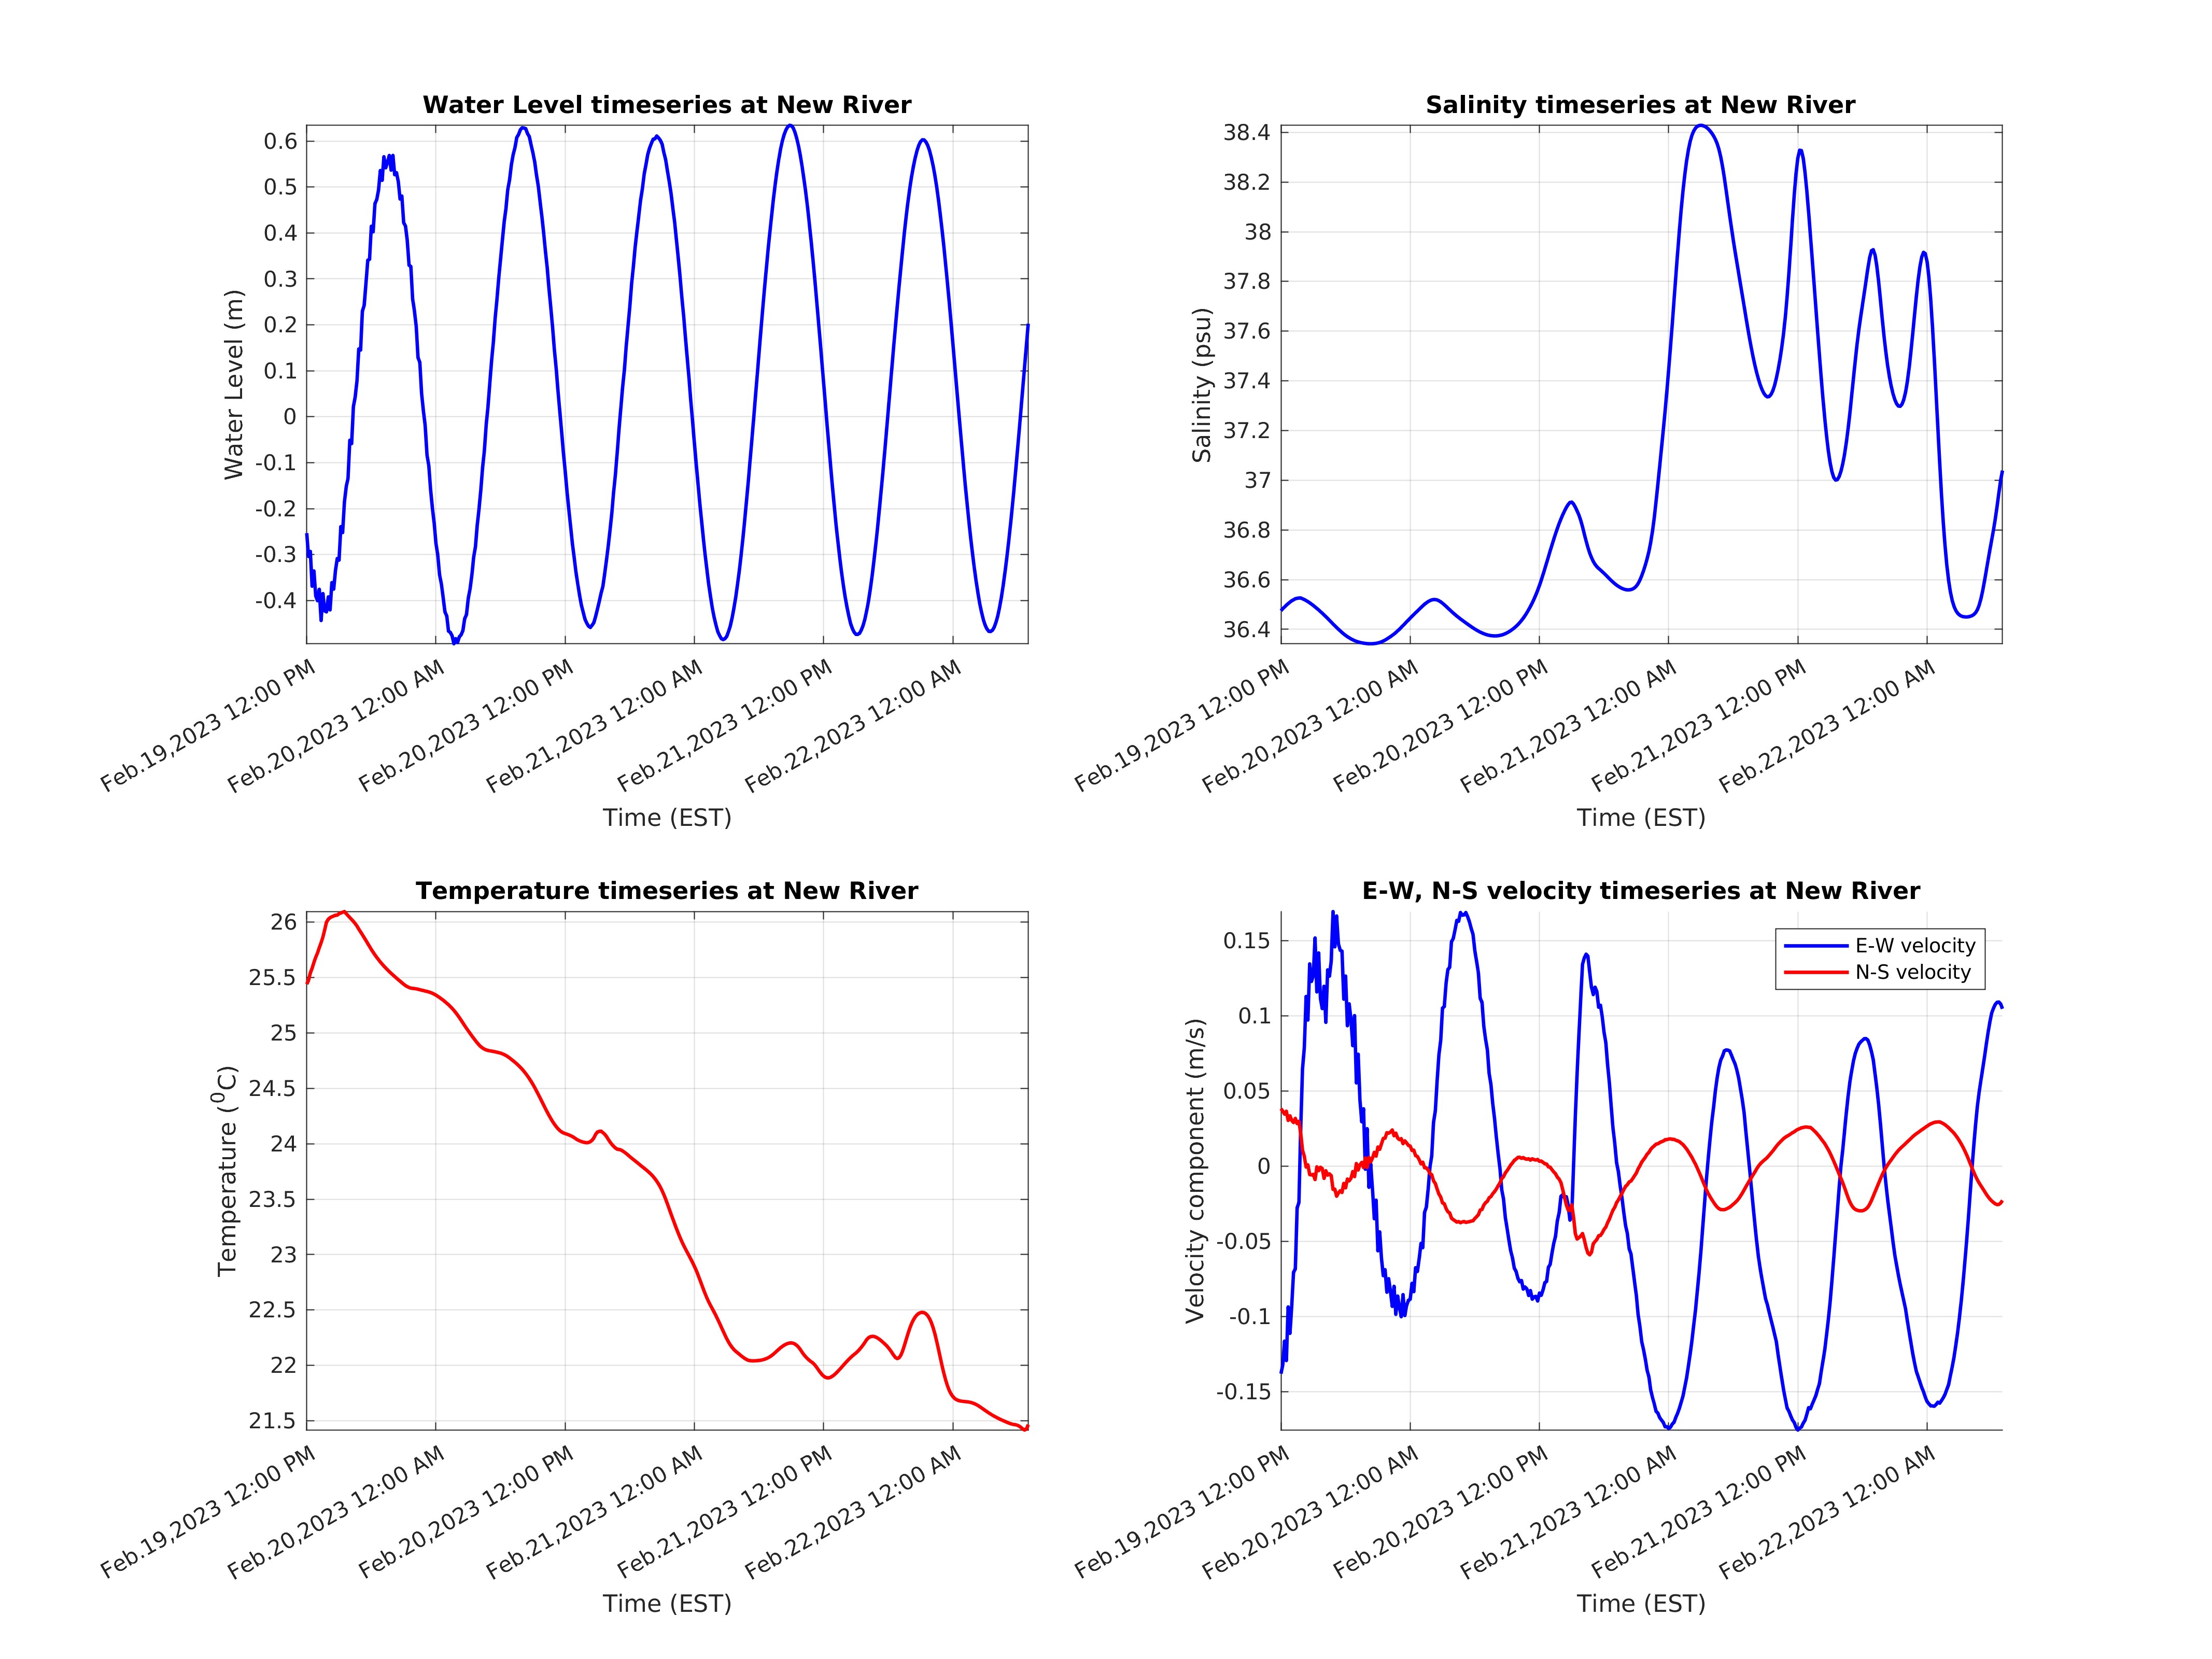 Water Level timeseries at New River
Water Level (m)
0.6
0.5
0.4
0.3
0.2
0.1
0
-0.1
-0.2
-0.3
-0.4
Feb.19,2023 12:00 PM
Feb.20,2023 12:00 AM
Feb.20,2023 12:00 PM
Feb.21,2023 12:00 AM
Feb.21,2023 12:00 PM
Feb.22,2023 12:00 AM
Time (EST)
Salinity timeseries at New River
Salinity (psu)
38.4
38.2
38
37.8
37.6
37.4
37.2
37
36.8
36.6
36.4
Feb.19,2023 12:00 PM
Feb.20,2023 12:00 AM
Feb.20,2023 12:00 PM
Feb.21,2023 12:00 AM
Feb.21,2023 12:00 PM
Feb.22,2023 12:00 AM
Time (EST)
Temperature timeseries at New River
Temperature (⁰C)
26
25.5
25
24.5
24
23.5
23
22.5
22
21.5
Feb.19,2023 12:00 PM
Feb.20,2023 12:00 AM
Feb.20,2023 12:00 PM
Feb.21,2023 12:00 AM
Feb.21,2023 12:00 PM
Feb.22,2023 12:00 AM
Time (EST)
E-W, N-S velocity timeseries at New River
Velocity component (m/s)
0.15
0.1
0.05
0
-0.05
-0.1
-0.15
E-W velocity
N-S velocity
Feb.19,2023 12:00 PM
Feb.20,2023 12:00 AM
Feb.20,2023 12:00 PM
Feb.21,2023 12:00 AM
Feb.21,2023 12:00 PM
Feb.22,2023 12:00 AM
Time (EST)